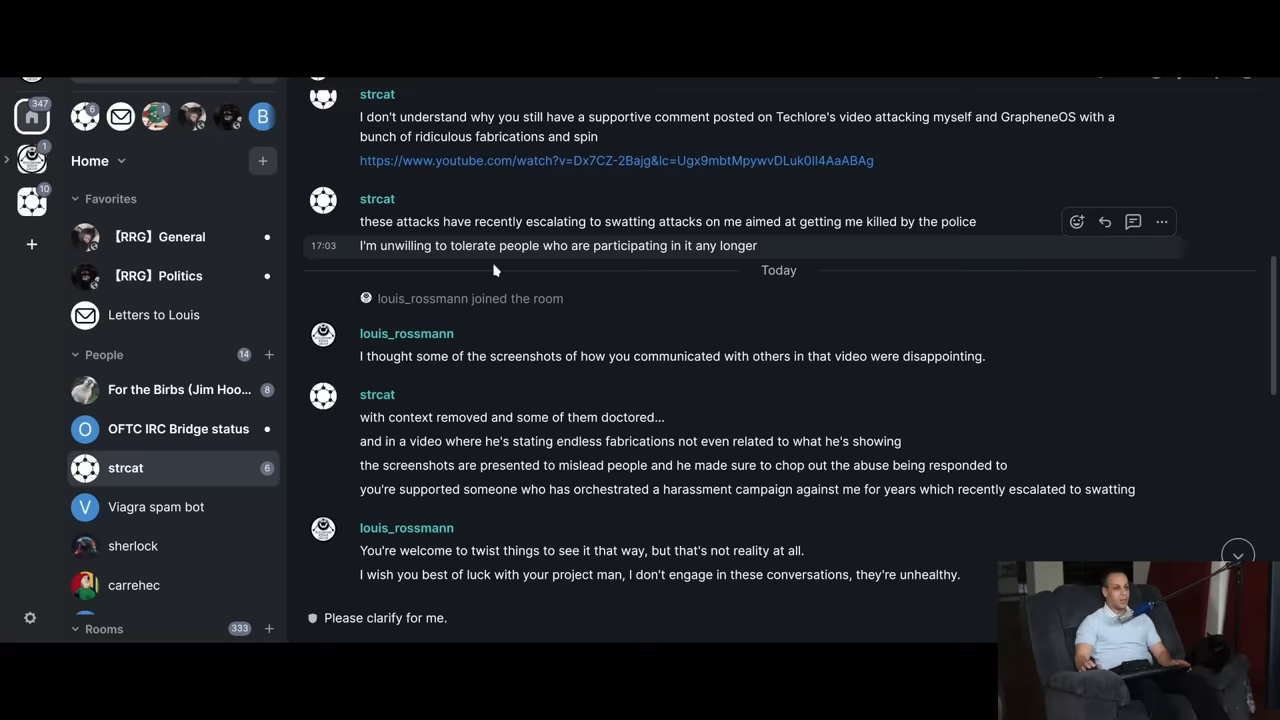 347
6
1
B
1
Home
10
Favorites
【RRG】General
【RRG】Politics
Letters to Louis
People
14
For the Birbs (Jim Hoo...
8
O
OFTC IRC Bridge status
strcat
6
V
Viagra spam bot
sherlock
carrehec
Rooms
333
strcat
I don't understand why you still have a supportive comment posted on Techlore's video attacking myself and GrapheneOS with a
bunch of ridiculous fabrications and spin
https://www.youtube.com/watch?v=Dx7CZ-2Bajg&lc=Ugx9mbtMpywvDLuk0Il4AaABAg
strcat
these attacks have recently escalating to swatting attacks on me aimed at getting me killed by the police
17:03
I'm unwilling to tolerate people who are participating in it any longer
Today
louis_rossmann joined the room
louis_rossmann
I thought some of the screenshots of how you communicated with others in that video were disappointing.
strcat
with context removed and some of them doctored...
and in a video where he's stating endless fabrications not even related to what he's showing
the screenshots are presented to mislead people and he made sure to chop out the abuse being responded to
you're supported someone who has orchestrated a harassment campaign against me for years which recently escalated to swatting
louis_rossmann
You're welcome to twist things to see it that way, but that's not reality at all.
I wish you best of luck with your project man, I don't engage in these conversations, they're unhealthy.
Please clarify for me.